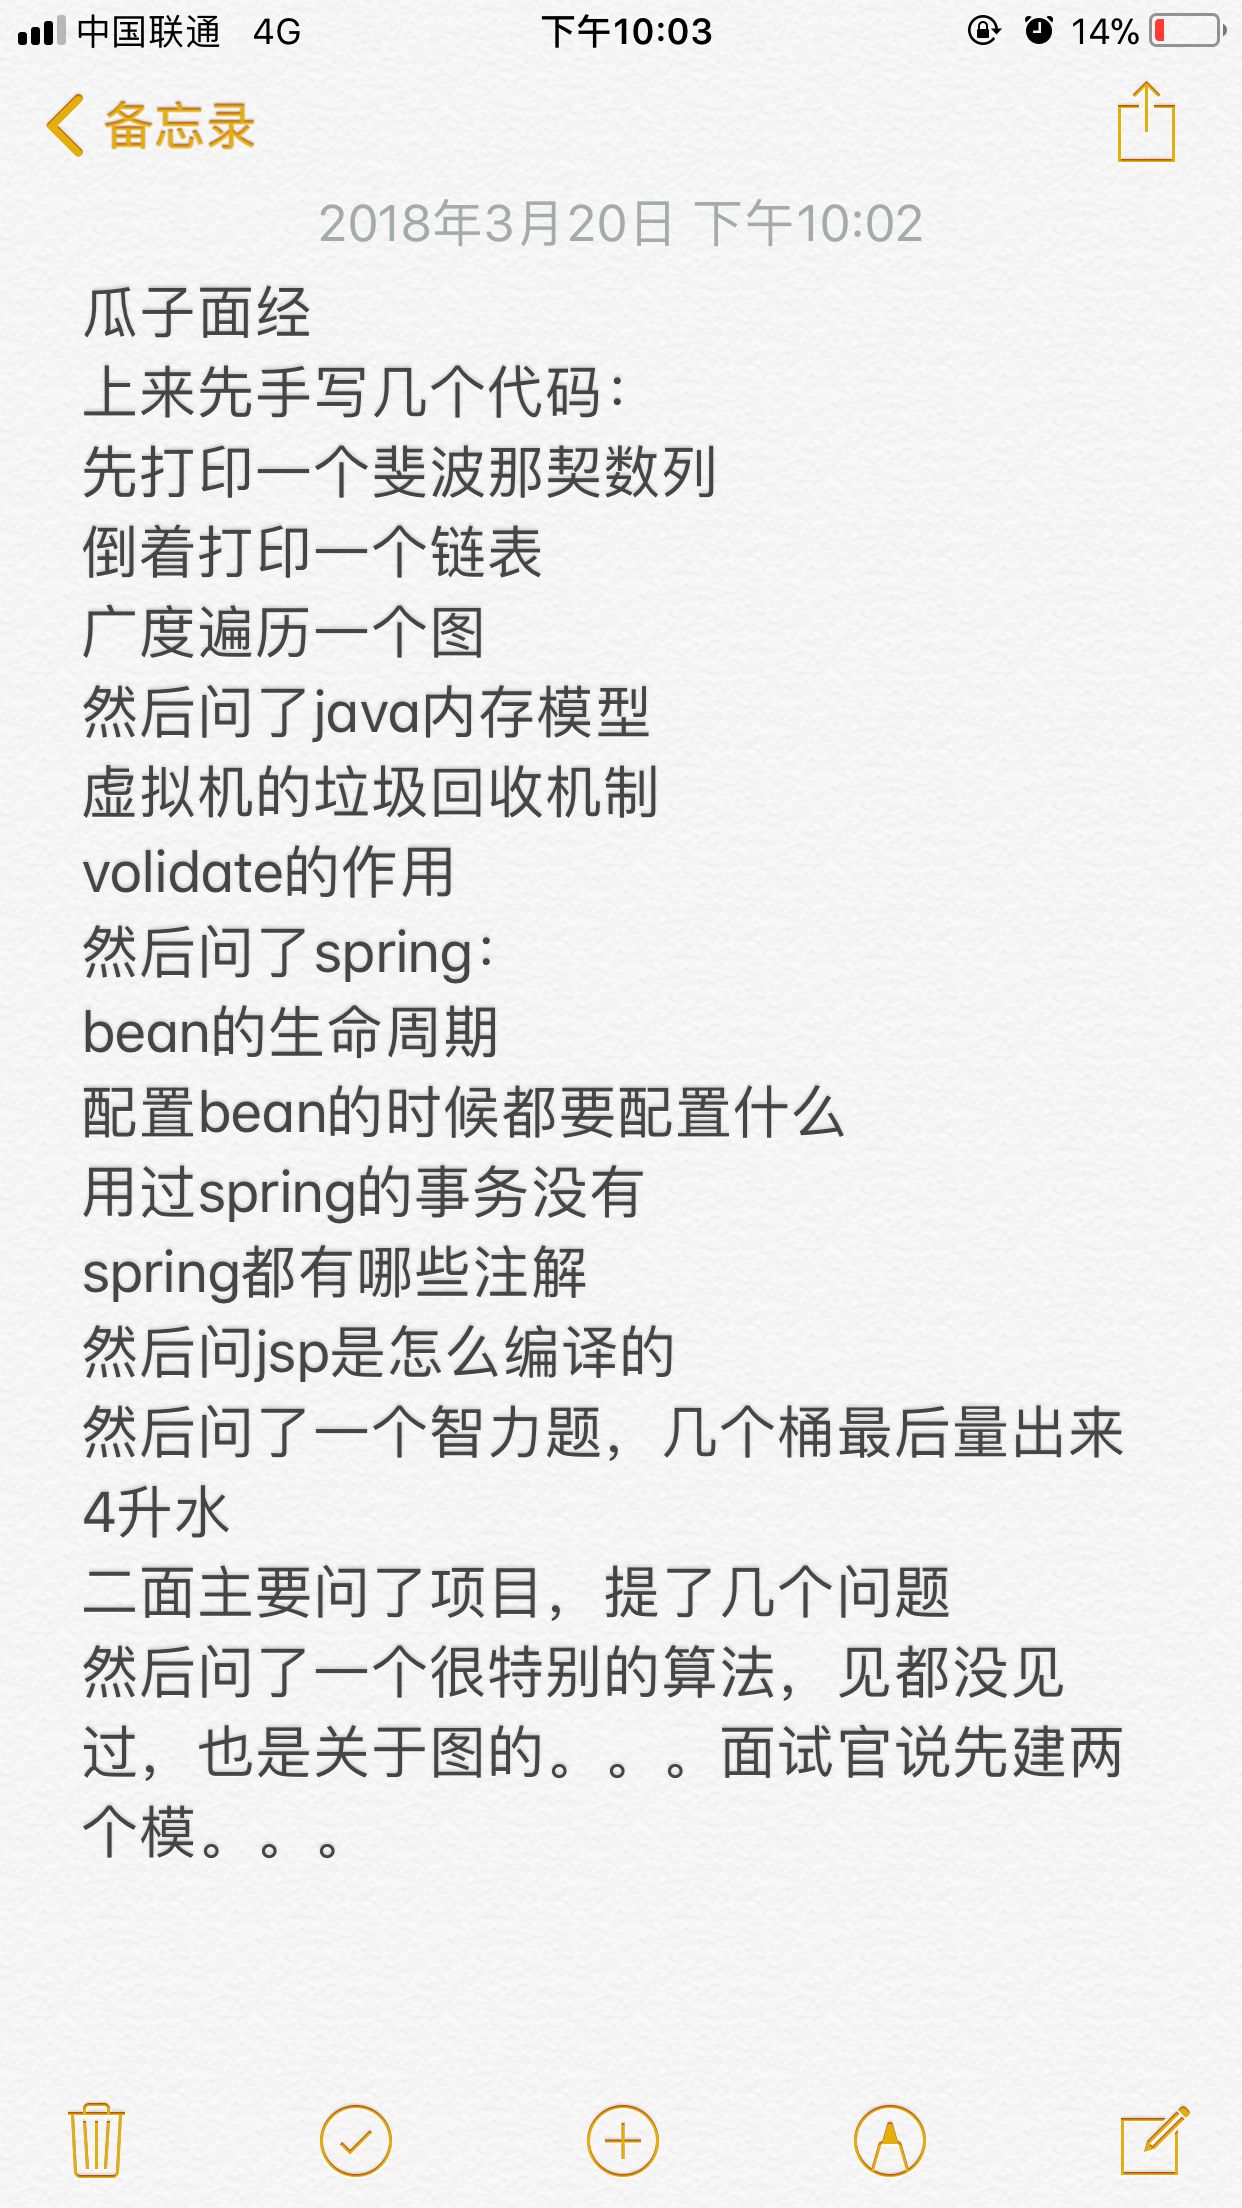 中国联通 4G 下午10:03 14%
备忘录
2018年3月20日 下午10:02
瓜子面经
上来先手写几个代码：
先打印一个斐波那契数列
倒着打印一个链表
广度遍历一个图
然后问了java内存模型
虚拟机的垃圾回收机制
volidate的作用
然后问了spring：
bean的生命周期
配置bean的时候都要配置什么
用过spring的事务没有
spring都有哪些注解
然后问jsp是怎么编译的
然后问了一个智力题，几个桶最后量出来
4升水
二面主要问了项目，提了几个问题
然后问了一个很特别的算法，见都没见
过，也是关于图的。。。面试官说先建两
个模。。。